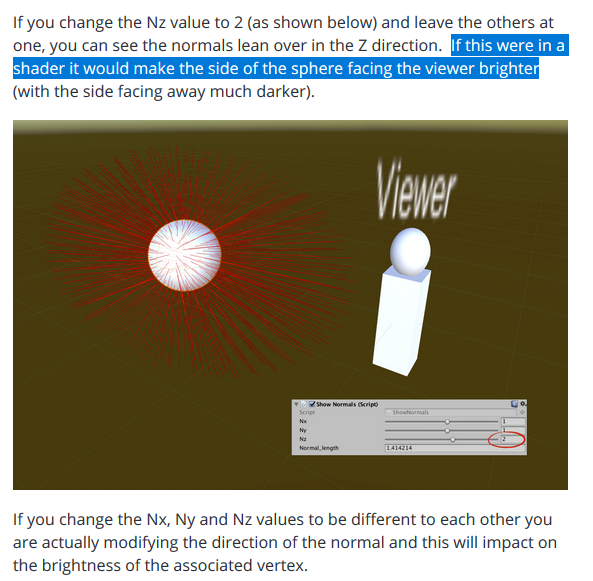 If you change the Nz value to 2 (as shown below) and leave the others at
one, you can see the normals lean over in the Z direction.  If this were in a
shader it would make the side of the sphere facing the viewer brighter
(with the side facing away much darker).
Viewer
Show Normals (Script)
Script ShowNormals
Nx 1
Ny 1
Nz 2
Normal_length 1.414214
If you change the Nx, Ny and Nz values to be different to each other you
are actually modifying the direction of the normal and this will impact on
the brightness of the associated vertex.